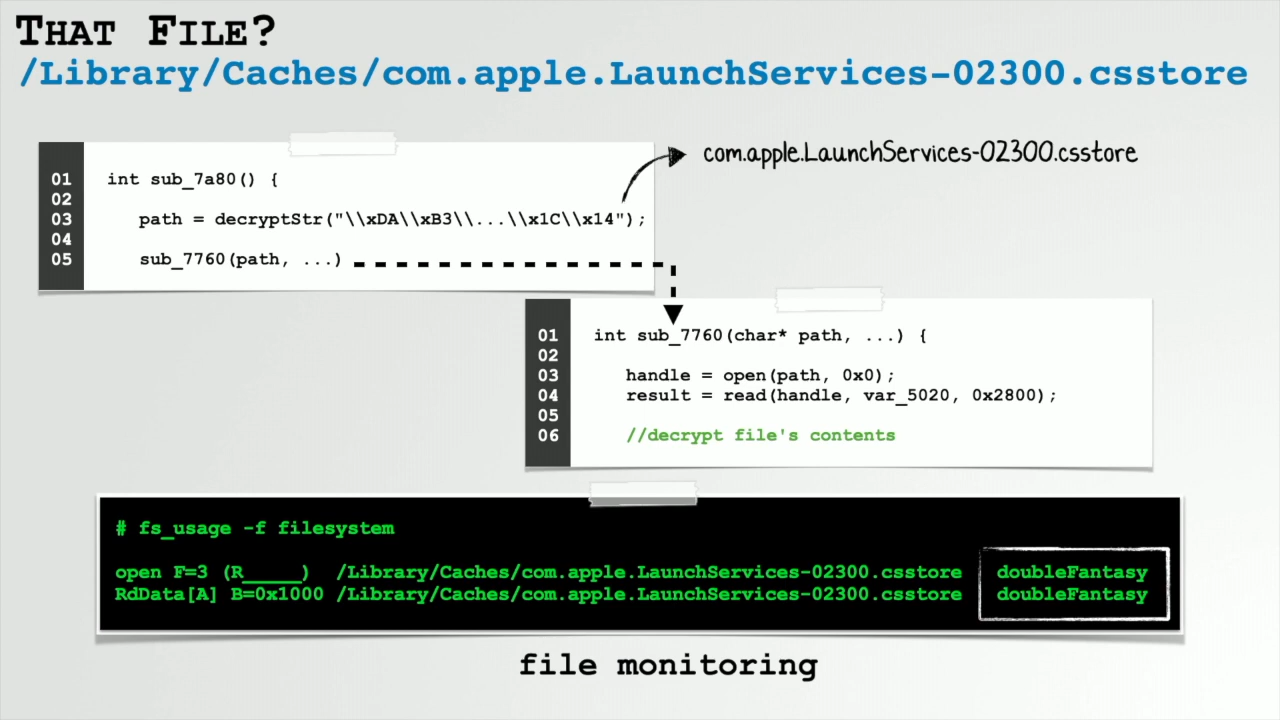 THAT FILE?
/Library/Caches/com.apple.LaunchServices-02300.csstore
com.apple.LaunchServices-02300.csstore
01 int sub_7a80() {
02
03 path = decryptStr("\\xDA\\xB3\\...\\x1C\\x14");
04
05 sub_7760(path, ...)
01 int sub_7760(char* path, ...) {
02
03 handle = open(path, 0x0);
04 result = read(handle, var_5020, 0x2800);
05
06 //decrypt file's contents
# fs_usage -f filesystem
open F=3 (R_____) /Library/Caches/com.apple.LaunchServices-02300.csstore doubleFantasy
RdData[A] B=0x1000 /Library/Caches/com.apple.LaunchServices-02300.csstore doubleFantasy
file monitoring